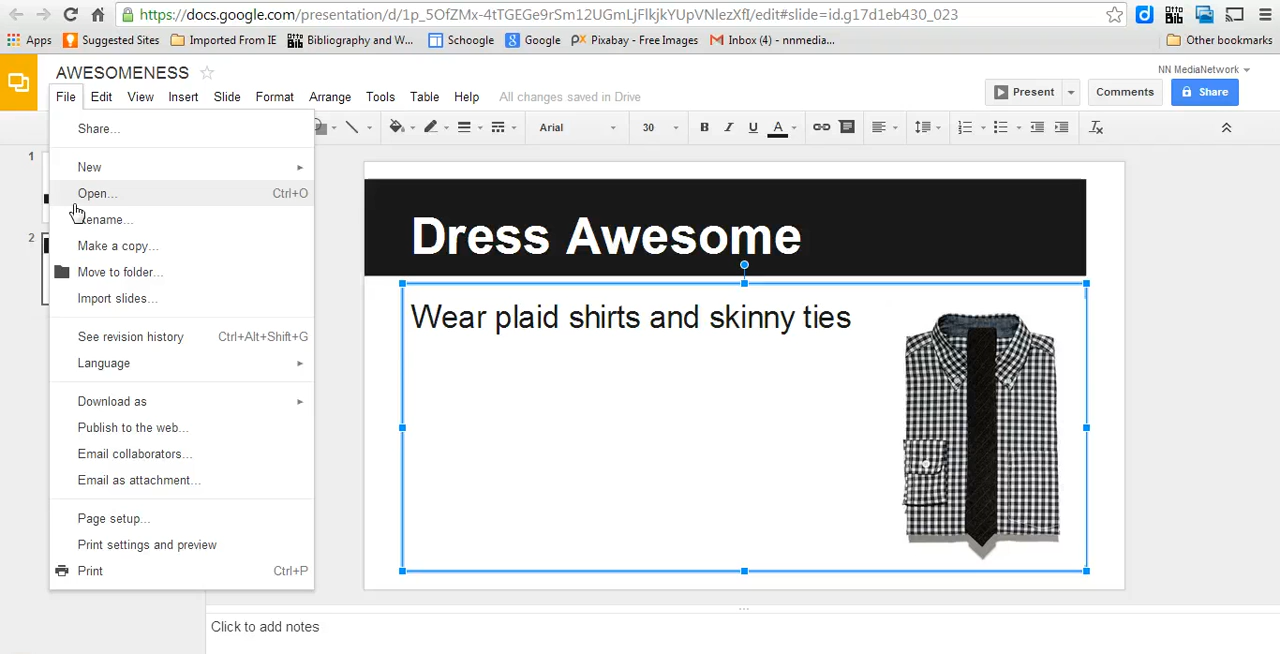 https://docs.google.com/presentation/d/1p_5OfZMx-4tTGEGe9rSm12UGmLjFlkjkYUpVNlezXfI/edit#slide=id.g17d1eb430_023
Apps Suggested Sites Imported From IE Bibliography and W... Schoogle Google Pixabay - Free Images Inbox (4) - nnmedia... Other bookmarks
AWESOMENESS
NN MediaNetwork
File Edit View Insert Slide Format Arrange Tools Table Help All changes saved in Drive
Present Comments Share
Arial 30 B I U A
Share...
New
Open... Ctrl+O
Rename...
Make a copy...
Move to folder...
Import slides...
See revision history Ctrl+Alt+Shift+G
Language
Download as
Publish to the web...
Email collaborators...
Email as attachment...
Page setup...
Print settings and preview
Print Ctrl+P
1
2
Dress Awesome
Wear plaid shirts and skinny ties
Click to add notes